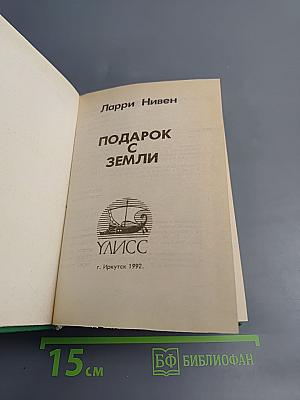 Ларри Нивен
ПОДАРОК
С
ЗЕМЛИ
УЛИСС
г. Иркутск 1992.
15 см
БФ БИБЛИОФАН